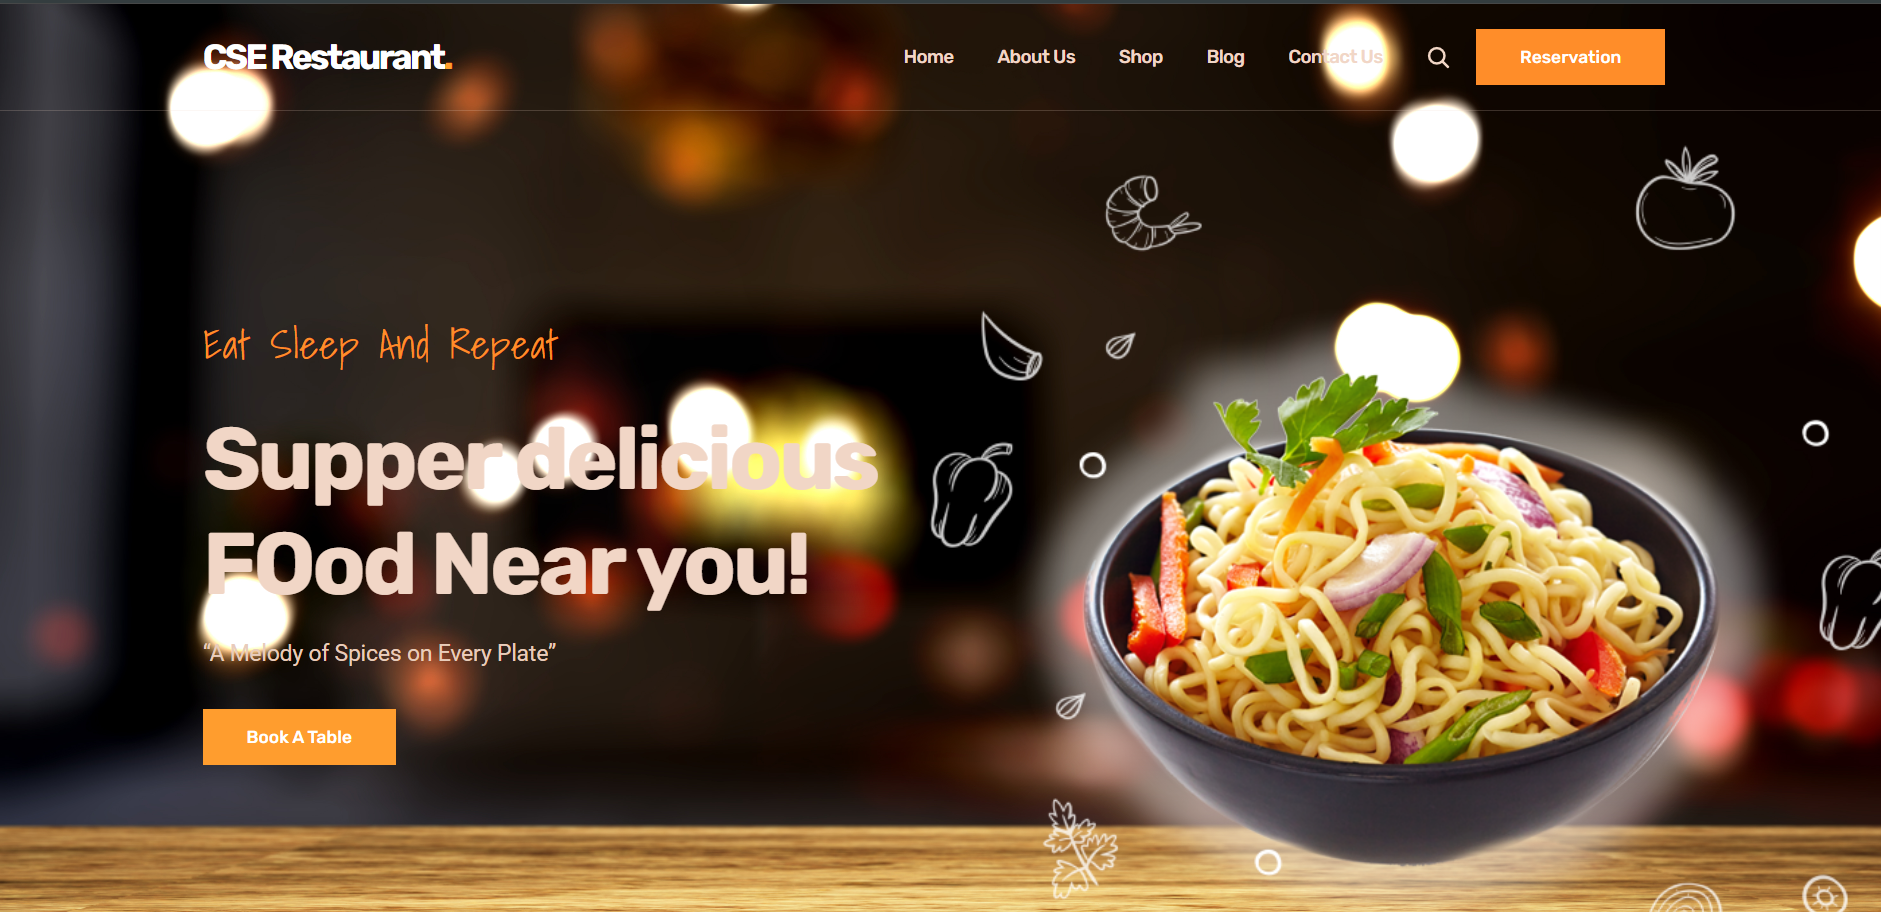 CSE Restaurant.
Home About Us Shop Blog Contact Us Reservation
Eat Sleep And Repeat
Supper delicious
FOod Near you!
“A Melody of Spices on Every Plate”
Book A Table